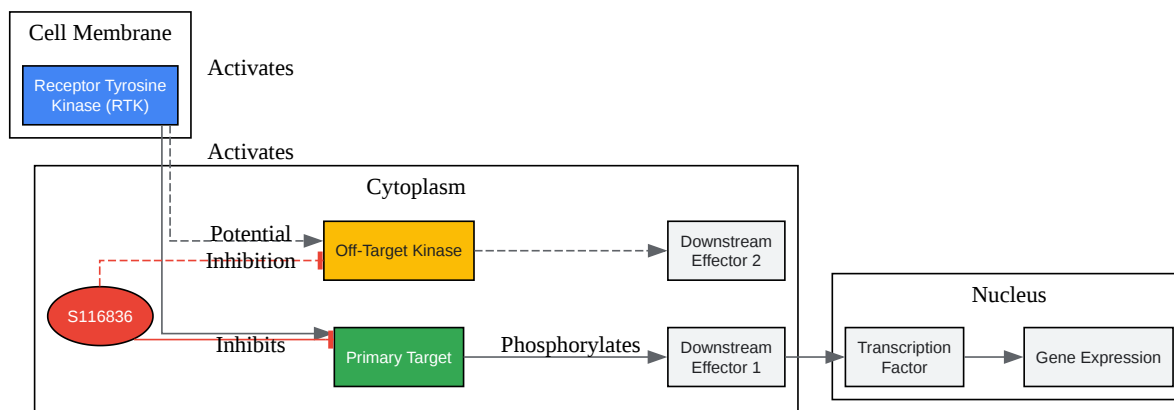 Cell Membrane
Receptor Tyrosine
Kinase (RTK)
Activates
Activates
Cytoplasm
Potential
Inhibition
Off-Target Kinase
Downstream
Effector 2
S116836
Inhibits
Primary Target
Phosphorylates
Downstream
Effector 1
Nucleus
Transcription
Factor
Gene Expression